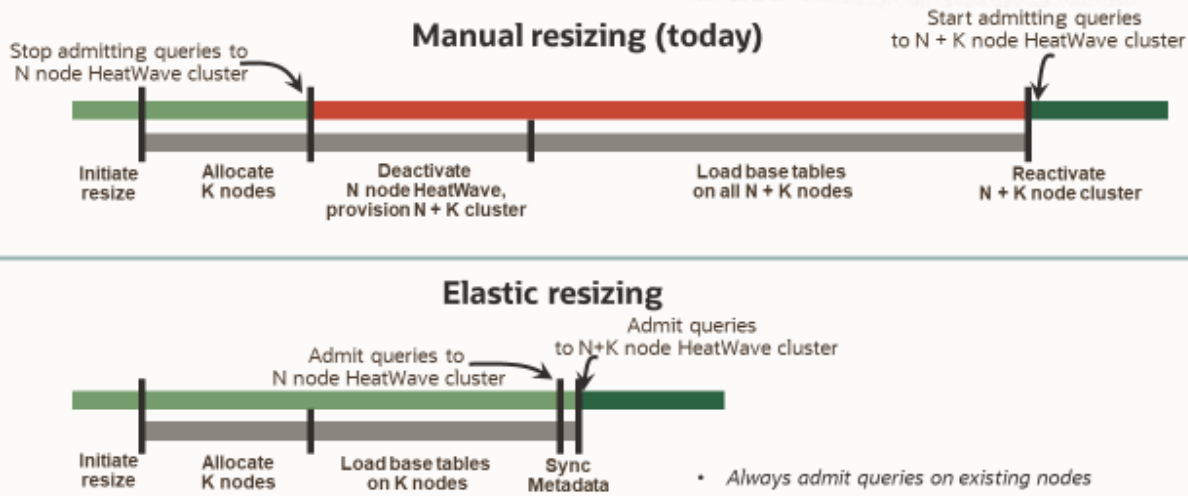 Manual resizing (today)
Stop admitting queries to
N node HeatWave cluster
Start admitting queries
to N + K node HeatWave cluster
Initiate
resize
Allocate
K nodes
Deactivate
N node HeatWave,
provision N + K cluster
Load base tables
on all N + K nodes
Reactivate
N + K node cluster
Elastic resizing
Admit queries to
N node HeatWave cluster
Admit queries
to N+K node HeatWave cluster
Initiate
resize
Allocate
K nodes
Load base tables
on K nodes
Sync
Metadata
• Always admit queries on existing nodes